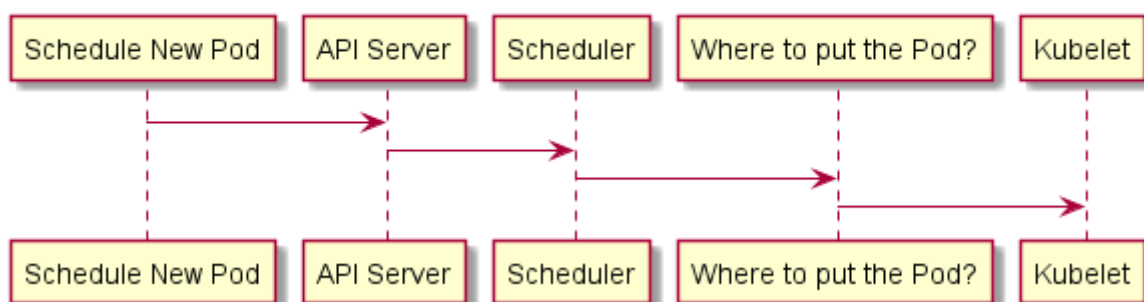 Schedule New Pod
API Server
Scheduler
Where to put the Pod?
Kubelet
Schedule New Pod
API Server
Scheduler
Where to put the Pod?
Kubelet